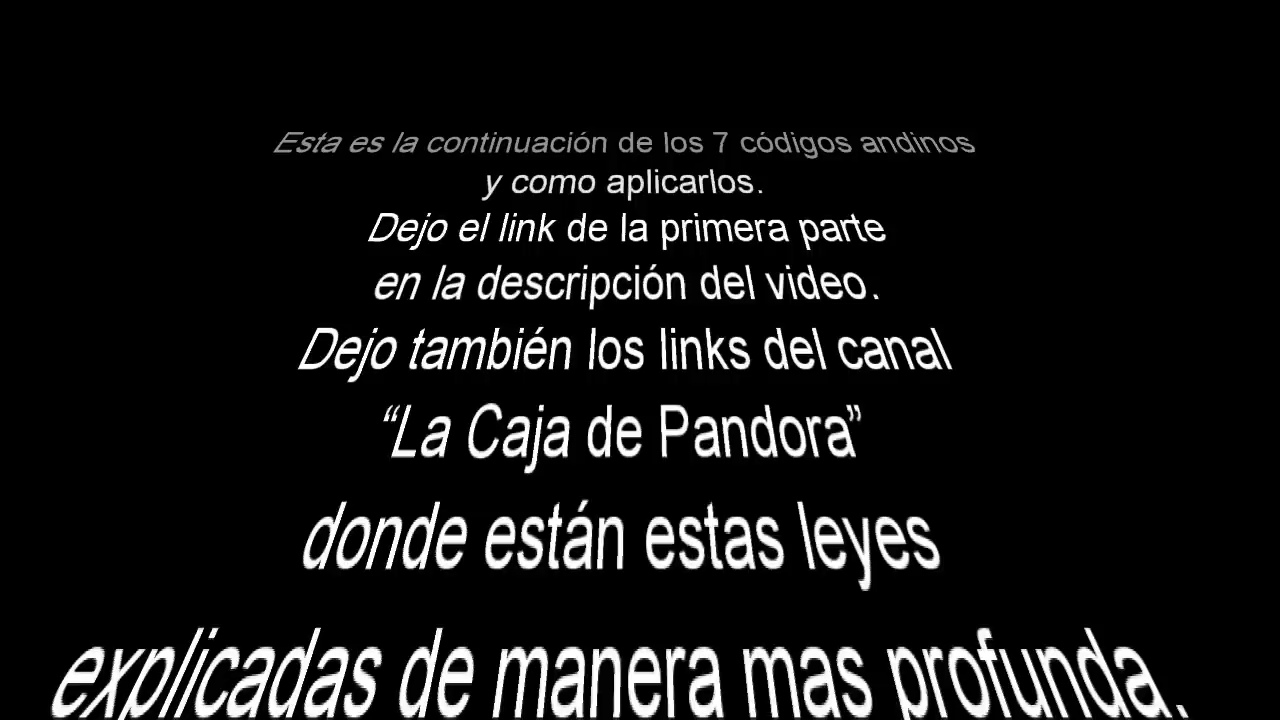 Esta es la continuación de los 7 códigos andinos
y como aplicarlos.
Dejo el link de la primera parte
en la descripción del video.
Dejo también los links del canal
“La Caja de Pandora”
donde están estas leyes
explicadas de manera mas profunda.